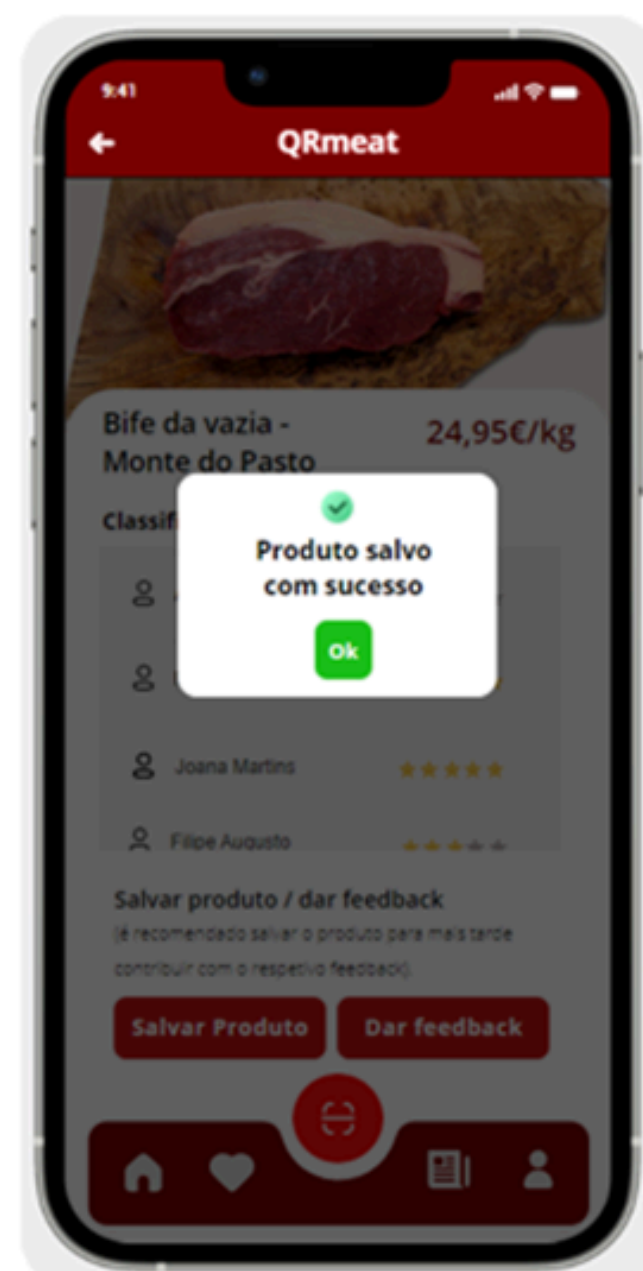 9:41
QRmeat
Bife da vazia -
Monte do Pasto
24,95€/kg
Classif
Produto salvo
com sucesso
Ok
Joana Martins
Filipe Augusto
Salvar produto / dar feedback
(é recomendado salvar o produto para mais tarde
contribuir com o respetivo feedback).
Salvar Produto
Dar feedback